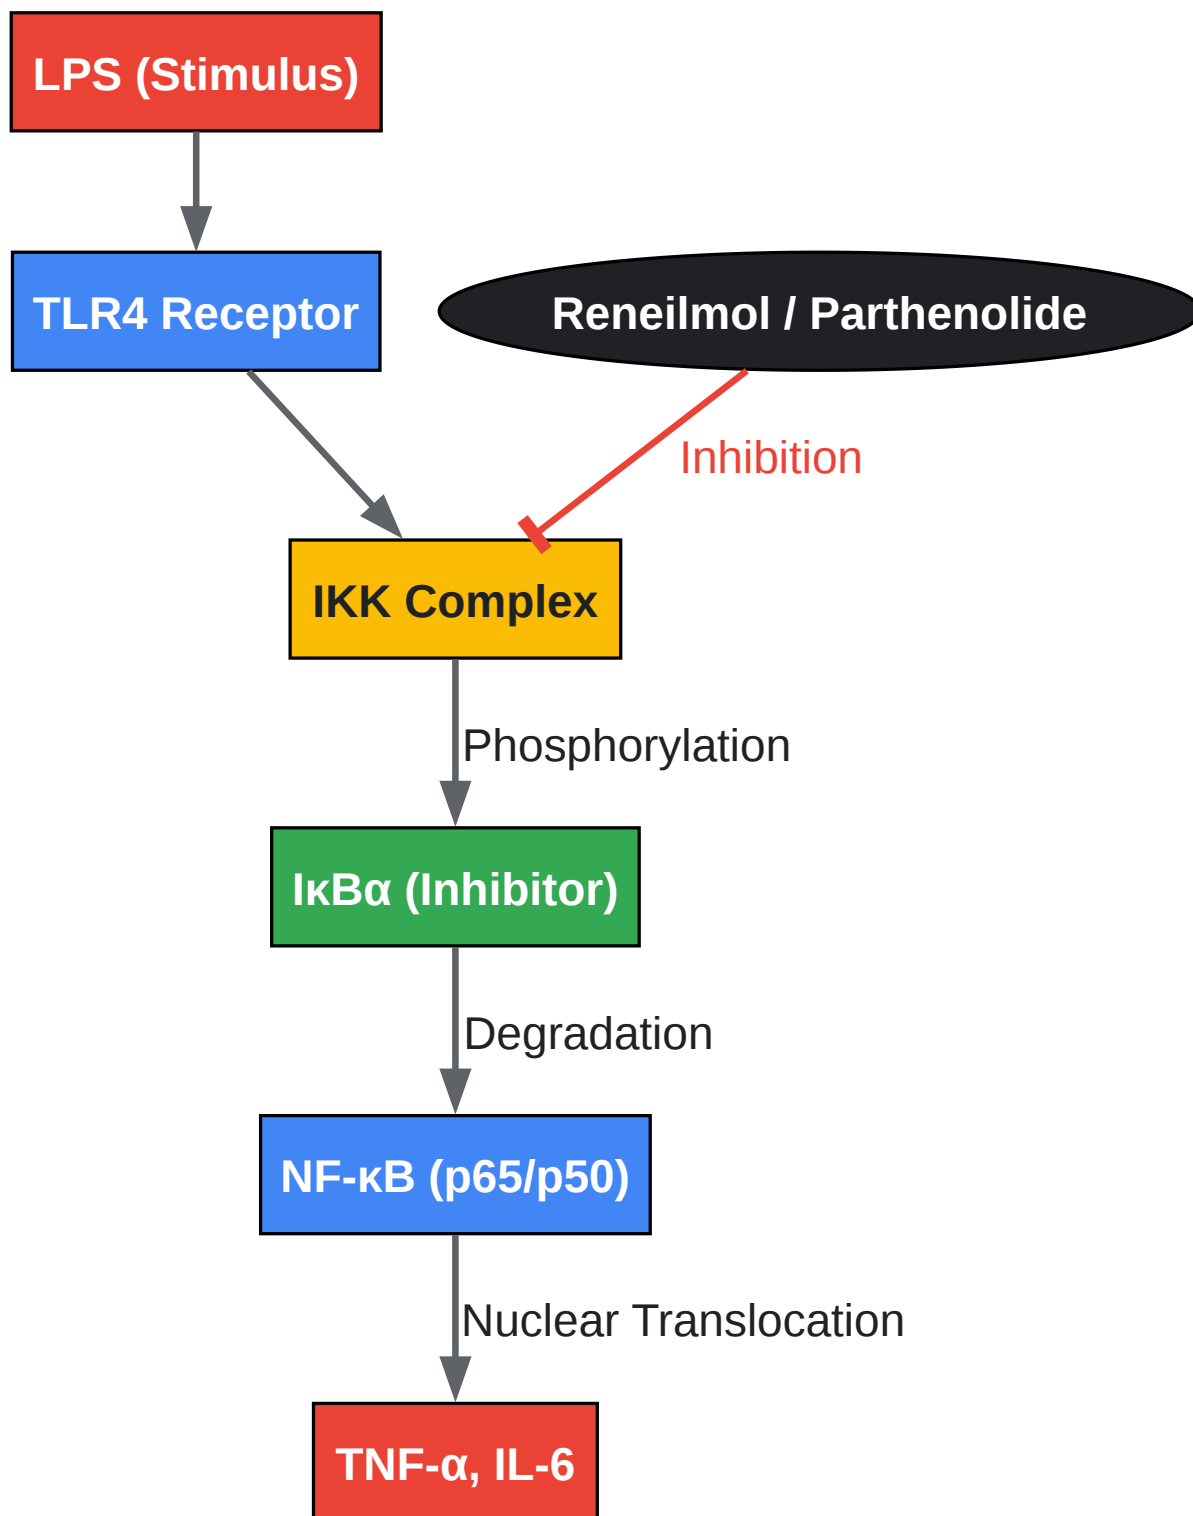 LPS (Stimulus)
TLR4 Receptor
Reneilmol / Parthenolide
Inhibition
IKK Complex
Phosphorylation
IκBα (Inhibitor)
Degradation
NF-κB (p65/p50)
Nuclear Translocation
TNF-α, IL-6